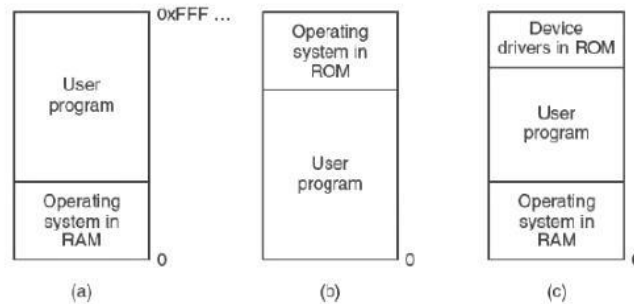 0xFFF ...
User
program
Operating
system in
RAM
0
(a)
Operating
system in
ROM
User
program
0
(b)
Device
drivers in ROM
User
program
Operating
system in
RAM
(c)